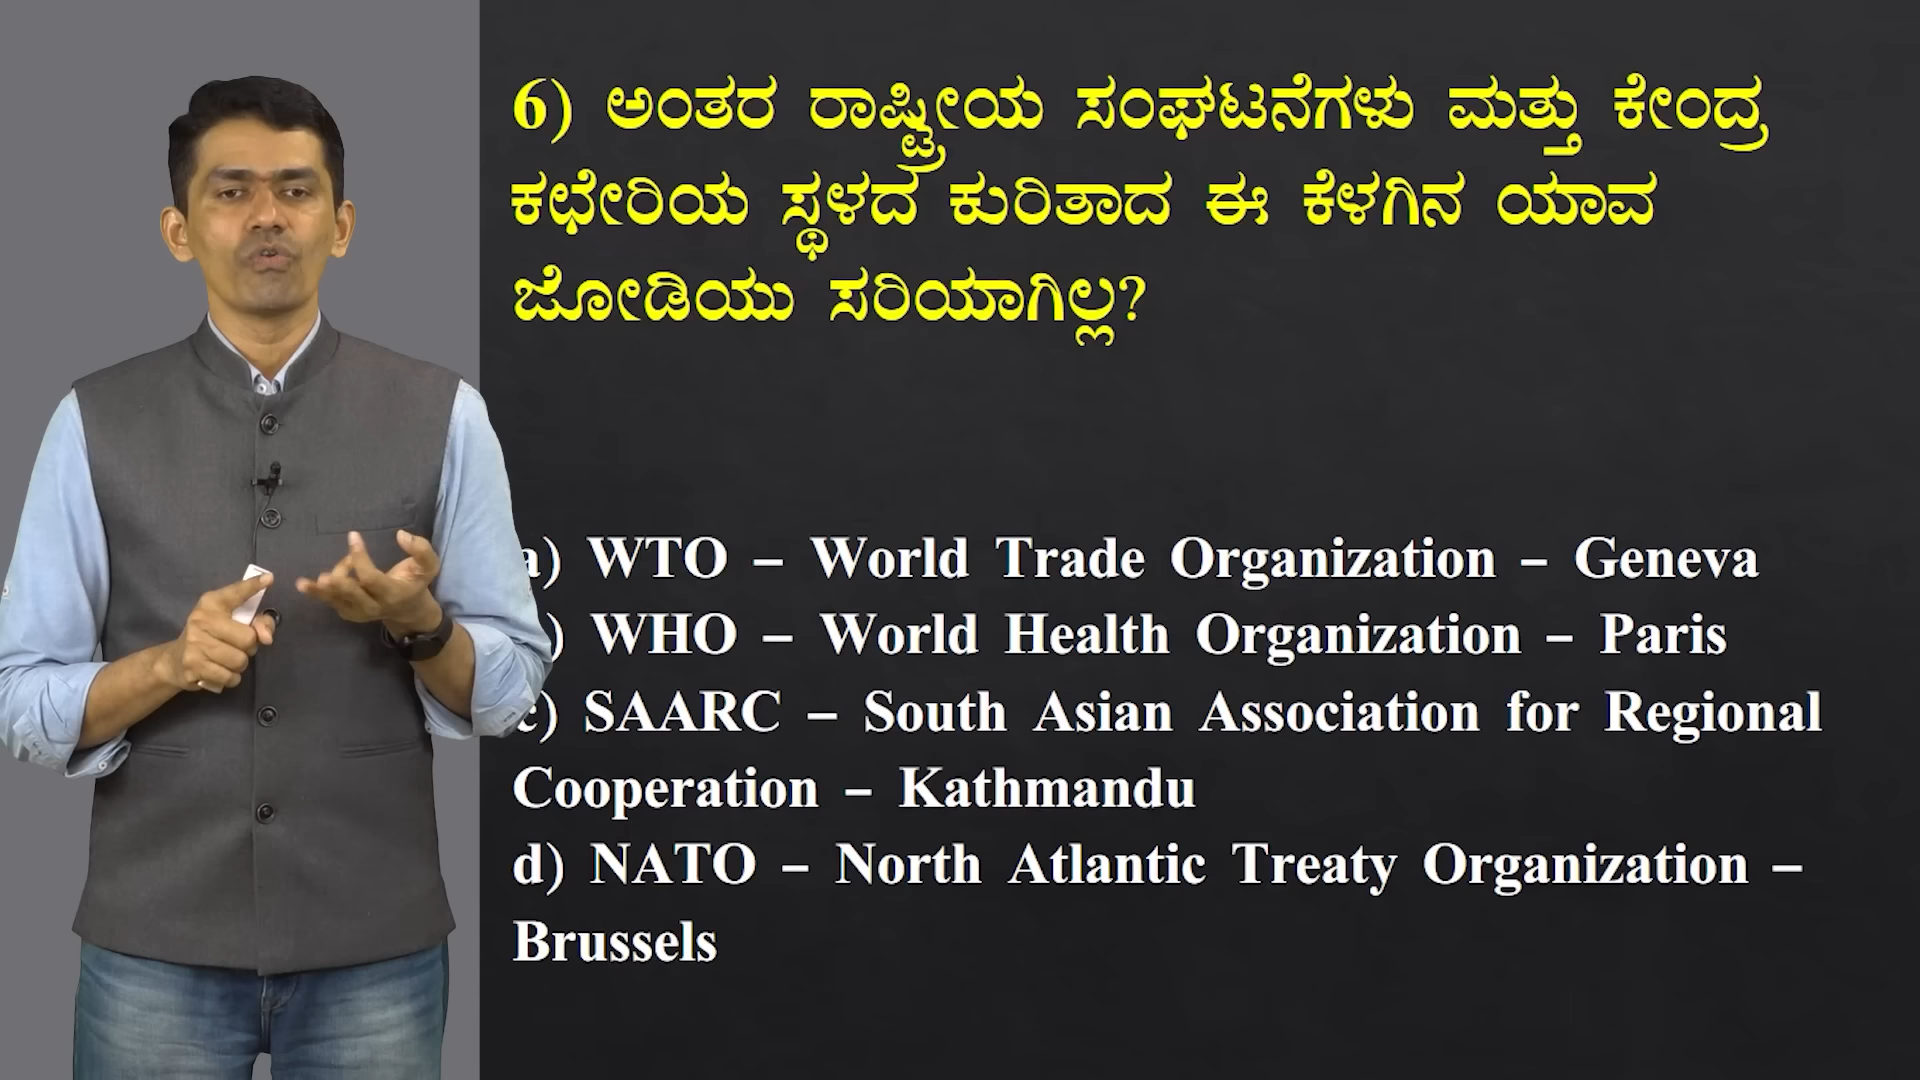 6) ಅಂತರ ರಾಷ್ಟ್ರೀಯ ಸಂಘಟನೆಗಳು ಮತ್ತು ಕೇಂದ್ರ
ಕಛೇರಿಯ ಸ್ಥಳದ ಕುರಿತಾದ ಈ ಕೆಳಗಿನ ಯಾವ
ಜೋಡಿಯು ಸರಿಯಾಗಿಲ್ಲ?
a) WTO – World Trade Organization – Geneva
) WHO – World Health Organization – Paris
c) SAARC – South Asian Association for Regional
Cooperation – Kathmandu
d) NATO – North Atlantic Treaty Organization –
Brussels